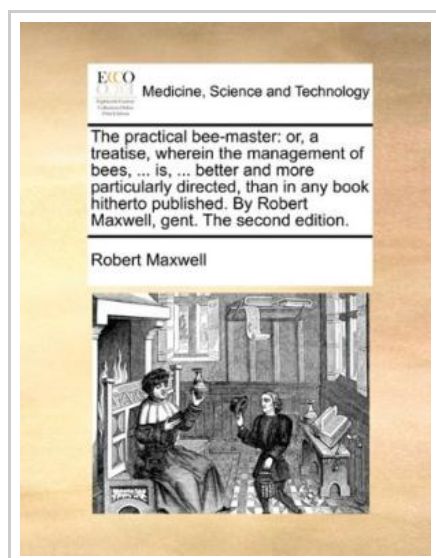 ECCO
Medicine, Science and Technology
The practical bee-master: or, a
treatise, wherein the management of
bees, ... is, ... better and more
particularly directed, than in any book
hitherto published. By Robert
Maxwell, gent. The second edition.
Robert Maxwell